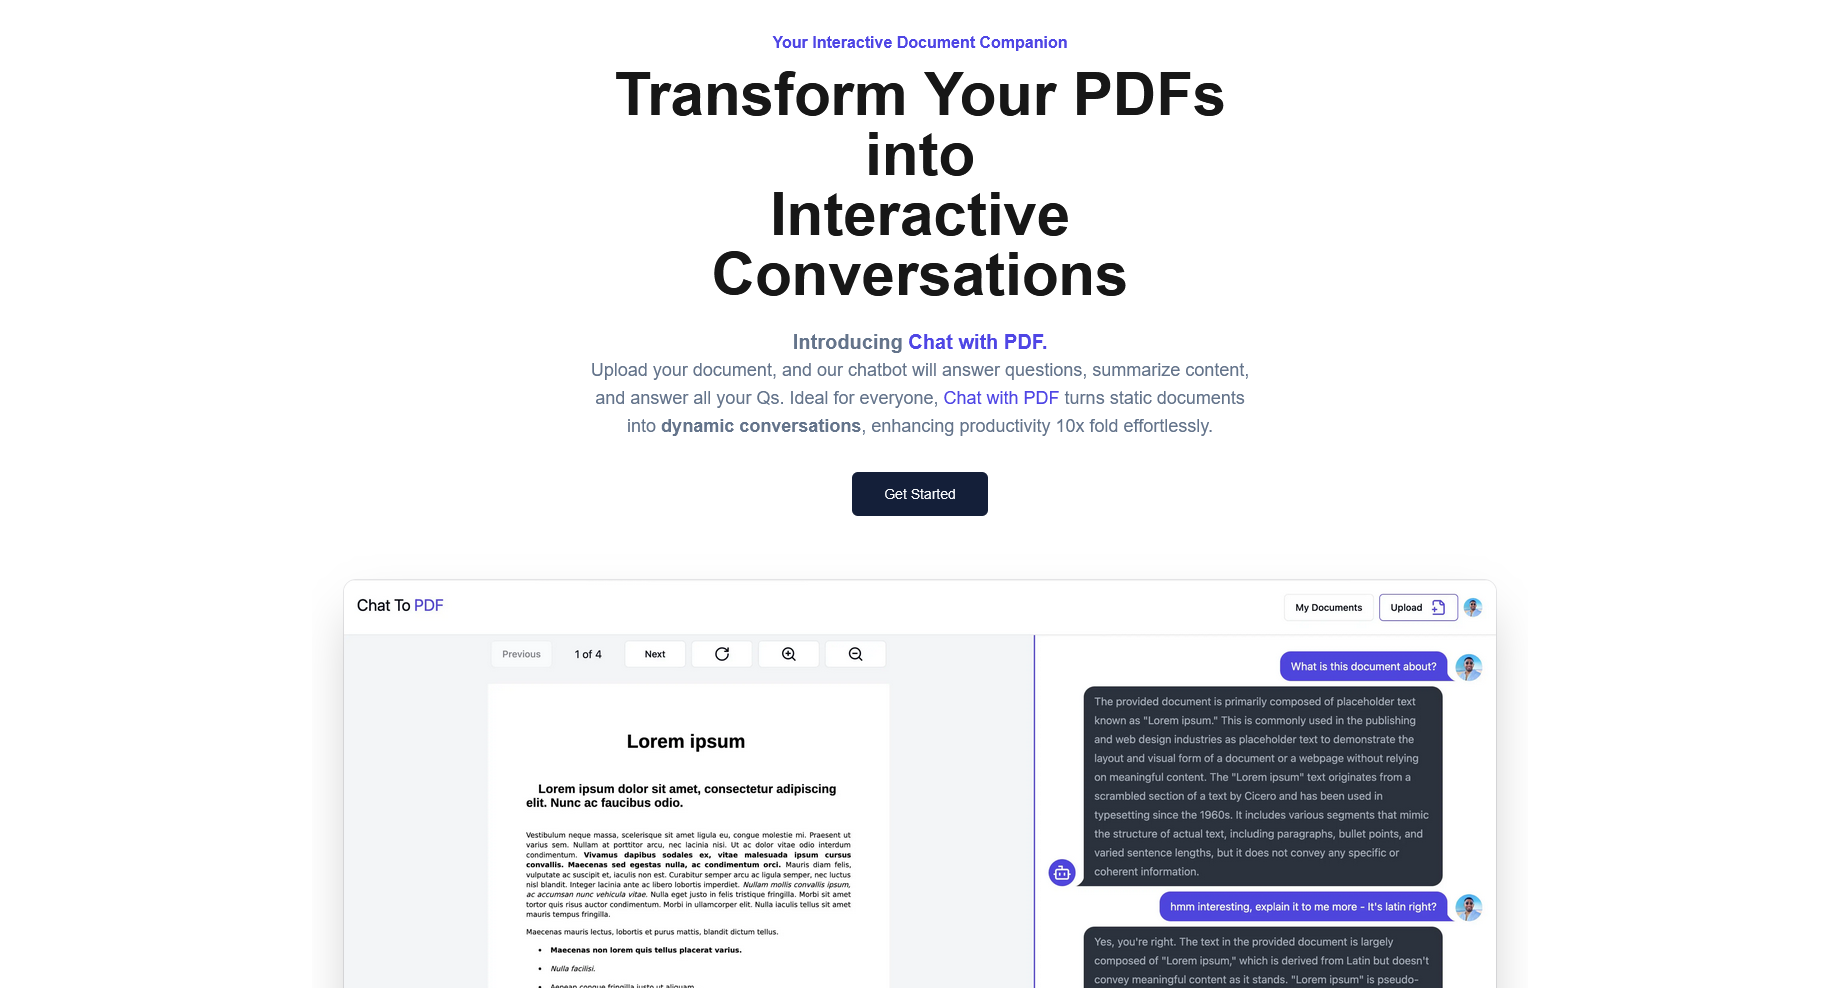 Your Interactive Document Companion
Transform Your PDFs
into
Interactive
Conversations
Introducing Chat with PDF.
Upload your document, and our chatbot will answer questions, summarize content,
and answer all your Qs. Ideal for everyone, Chat with PDF turns static documents
into dynamic conversations, enhancing productivity 10x fold effortlessly.
Get Started
Chat To PDF
My Documents
Upload
Previous
1 of 4
Next
Lorem ipsum
Lorem ipsum dolor sit amet, consectetur adipiscing
elit. Nunc ac faucibus odio.
Vestibulum neque massa, scelerisque sit amet ligula eu, congue molestie mi. Praesent ut
varius sem. Nullam at porttitor arcu, nec lacinia nisi. Ut ac dolor vitae odio interdum
condimentum. Vivamus dapibus sodales ex, vitae malesuada ipsum cursus
convallis. Maecenas sed egestas nulla, ac condimentum orci. Mauris diam felis,
vulputate ac suscipit et, iaculis non est. Curabitur semper arcu ac ligula semper, nec luctus
nisl blandit. Integer lacinia ante ac libero lobortis imperdiet. Nullam mollis convallis ipsum,
ac accumsan nunc vehicula vitae. Nulla eget justo in felis tristique fringilla. Morbi sit amet
tortor quis risus auctor condimentum. Morbi in ullamcorper elit. Nulla iaculis tellus sit amet
mauris tempus fringilla.
Maecenas mauris lectus, lobortis et purus mattis, blandit dictum tellus.
• Maecenas non lorem quis tellus placerat varius.
• Nulla facilisi.
• Aenean congue fringilla justo ut aliquam.
What is this document about?
The provided document is primarily composed of placeholder text
known as "Lorem ipsum." This is commonly used in the publishing
and web design industries as placeholder text to demonstrate the
layout and visual form of a document or a webpage without relying
on meaningful content. The "Lorem ipsum" text originates from a
scrambled section of a text by Cicero and has been used in
typesetting since the 1960s. It includes various segments that mimic
the structure of actual text, including paragraphs, bullet points, and
varied sentence lengths, but it does not convey any specific or
coherent information.
hmm interesting, explain it to me more - It's latin right?
Yes, you're right. The text in the provided document is largely
composed of "Lorem ipsum," which is derived from Latin but doesn't
convey meaningful content as it stands. "Lorem ipsum" is pseudo-